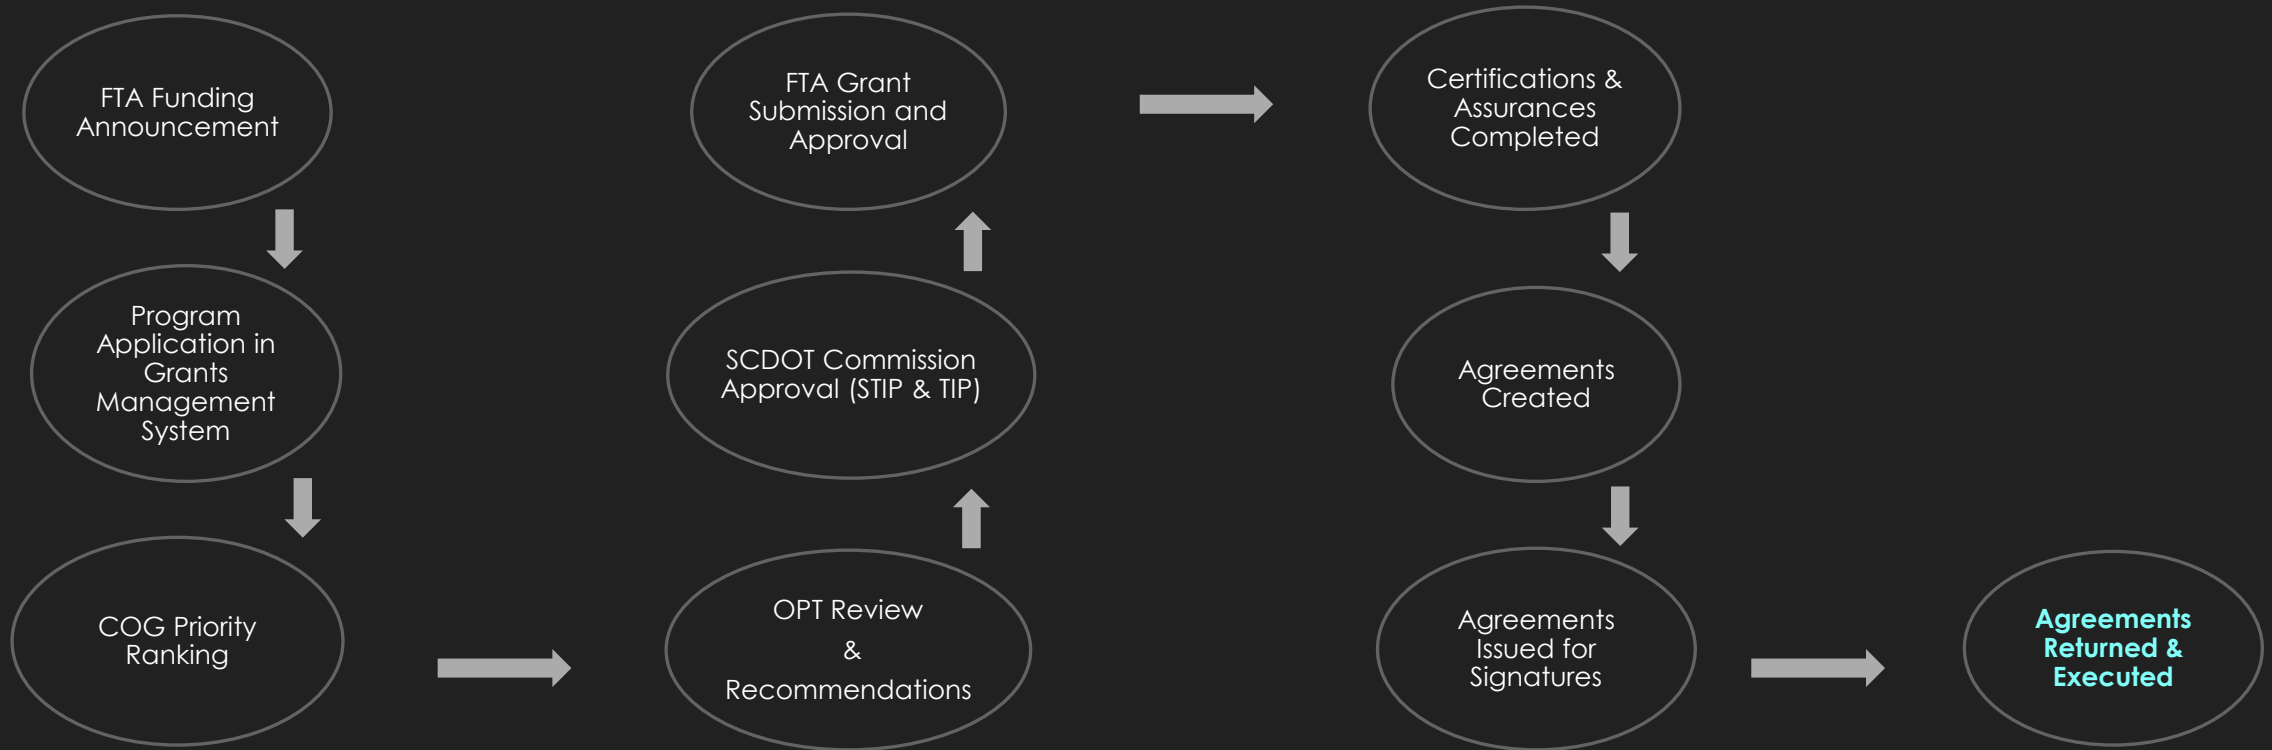 FTA Funding
Announcement
Program
Application in
Grants
Management
System
COG Priority
Ranking
OPT Review
&
Recommendations
SCDOT Commission
Approval (STIP & TIP)
FTA Grant
Submission and
Approval
Certifications &
Assurances
Completed
Agreements
Created
Agreements
Issued for
Signatures
Agreements
Returned &
Executed